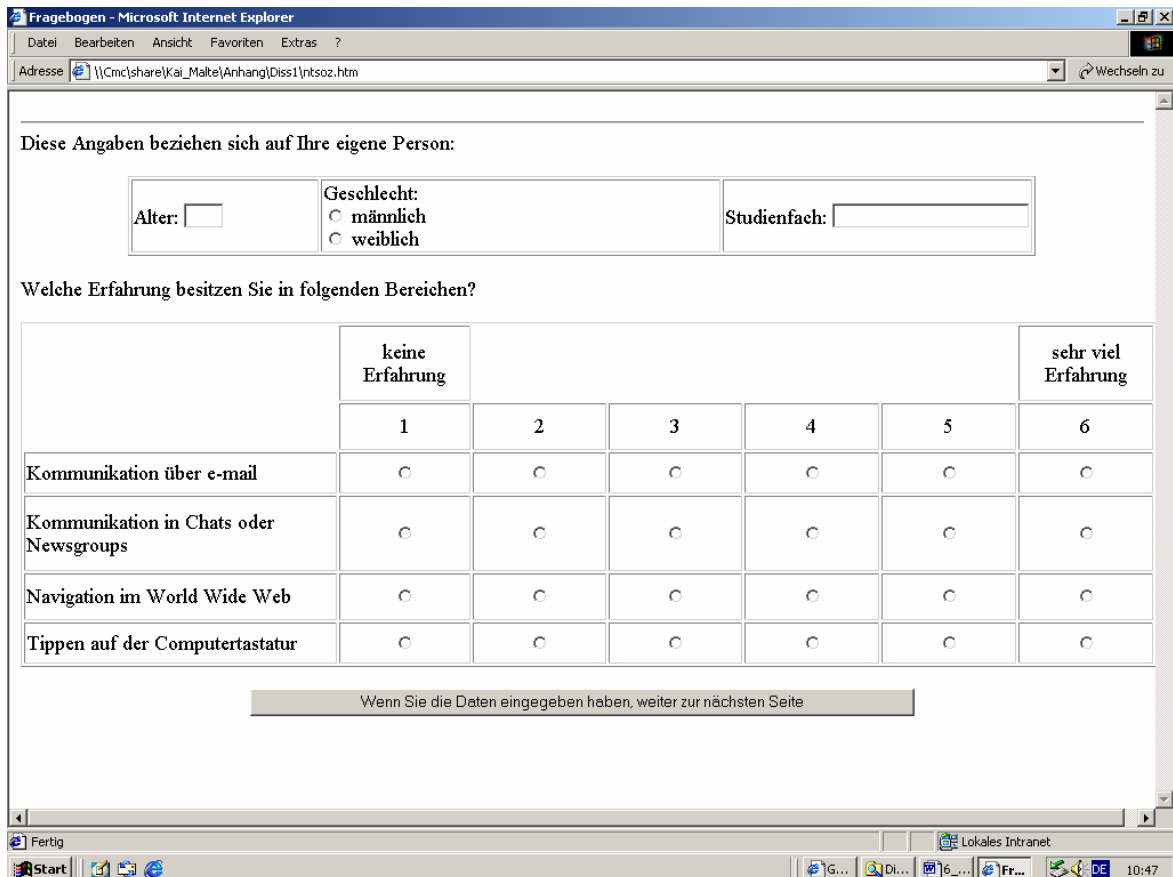 Fragebogen - Microsoft Internet Explorer
Datei Bearbeiten Ansicht Favoriten Extras ?
Adresse \\Cmc\share\Kai_Malte\Anhang\Diss1\ntsoz.htm Wechseln zu
Diese Angaben beziehen sich auf Ihre eigene Person:
Alter:
Geschlecht:
männlich
weiblich
Studienfach:
Welche Erfahrung besitzen Sie in folgenden Bereichen?
keine
Erfahrung
sehr viel
Erfahrung
1 2 3 4 5 6
Kommunikation über e-mail
Kommunikation in Chats oder
Newsgroups
Navigation im World Wide Web
Tippen auf der Computertastatur
Wenn Sie die Daten eingegeben haben, weiter zur nächsten Seite
Fertig Lokales Intranet
Start G... Di... 6_... Fr... DE 10:47